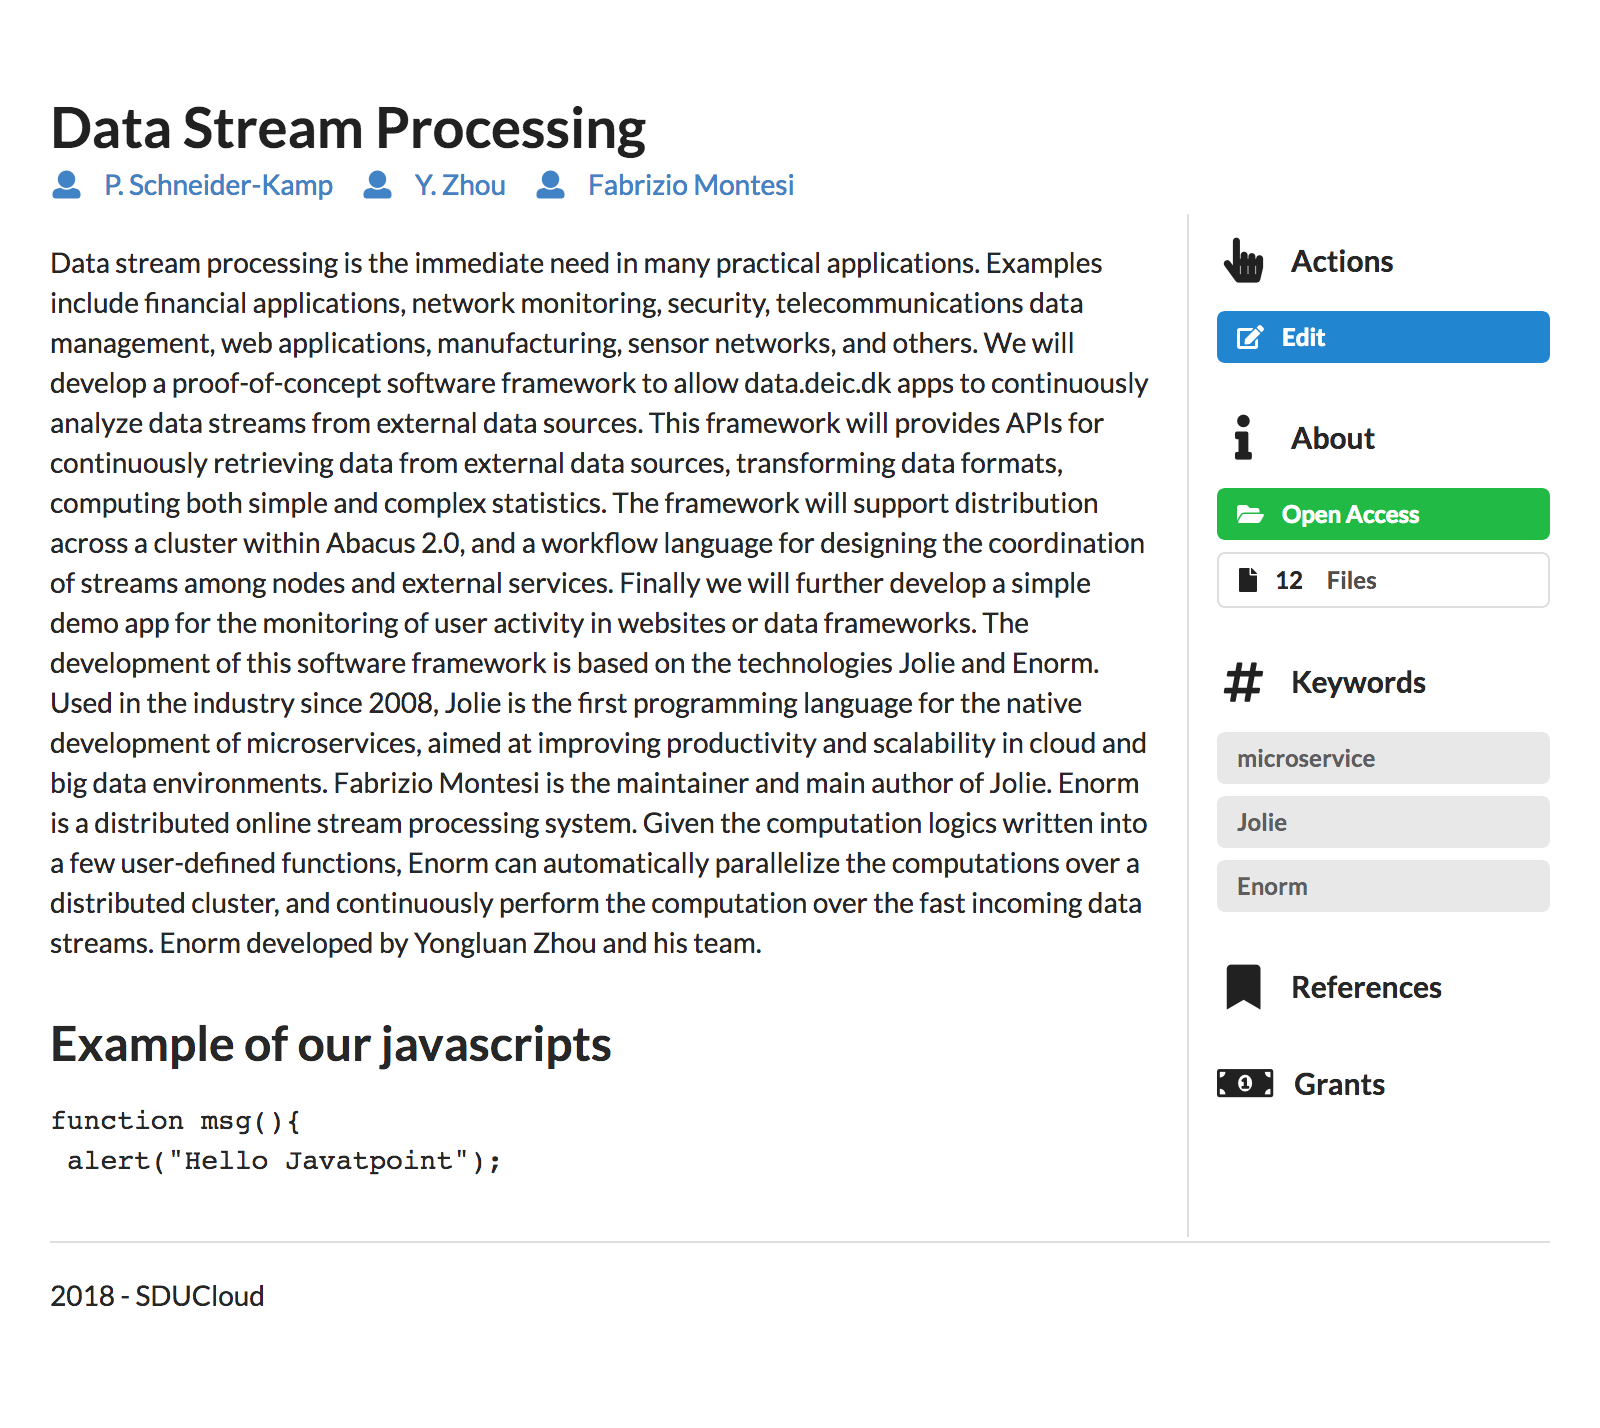 Data Stream Processing
P. Schneider-Kamp Y. Zhou Fabrizio Montesi
Data stream processing is the immediate need in many practical applications. Examples
include financial applications, network monitoring, security, telecommunications data
management, web applications, manufacturing, sensor networks, and others. We will
develop a proof-of-concept software framework to allow data.deic.dk apps to continuously
analyze data streams from external data sources. This framework will provides APIs for
continuously retrieving data from external data sources, transforming data formats,
computing both simple and complex statistics. The framework will support distribution
across a cluster within Abacus 2.0, and a workflow language for designing the coordination
of streams among nodes and external services. Finally we will further develop a simple
demo app for the monitoring of user activity in websites or data frameworks. The
development of this software framework is based on the technologies Jolie and Enorm.
Used in the industry since 2008, Jolie is the first programming language for the native
development of microservices, aimed at improving productivity and scalability in cloud and
big data environments. Fabrizio Montesi is the maintainer and main author of Jolie. Enorm
is a distributed online stream processing system. Given the computation logics written into
a few user-defined functions, Enorm can automatically parallelize the computations over a
distributed cluster, and continuously perform the computation over the fast incoming data
streams. Enorm developed by Yongluan Zhou and his team.
Example of our javascripts
function msg(){
 alert("Hello Javatpoint");
Actions
Edit
About
Open Access
12 Files
Keywords
microservice
Jolie
Enorm
References
Grants
2018 - SDUCloud